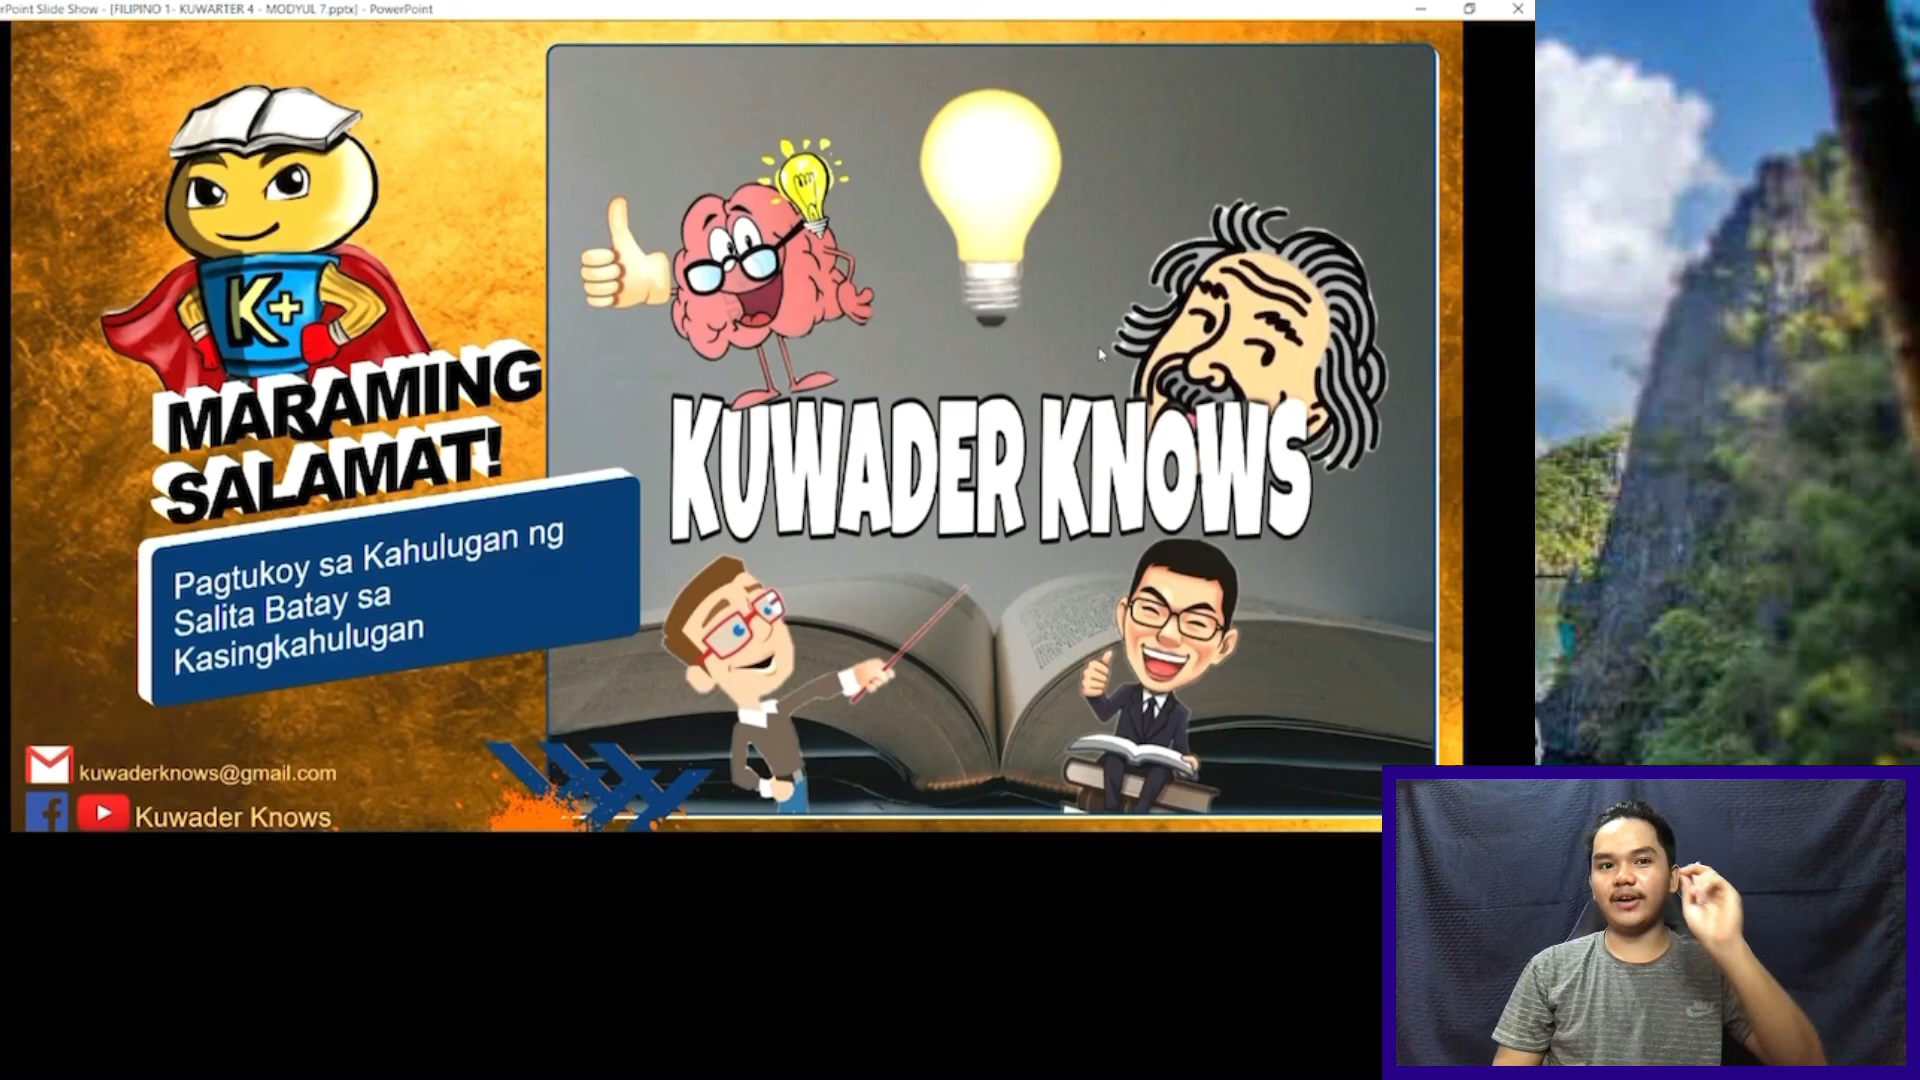 rPoint Slide Show - [FILIPINO 1- KUWARTER 4 - MODYUL 7.pptx] - PowerPoint
K+
MARAMING
SALAMAT!
Pagtukoy sa Kahulugan ng
Salita Batay sa
Kasingkahulugan
kuwaderknows@gmail.com
Kuwader Knows
KUWADER KNOWS